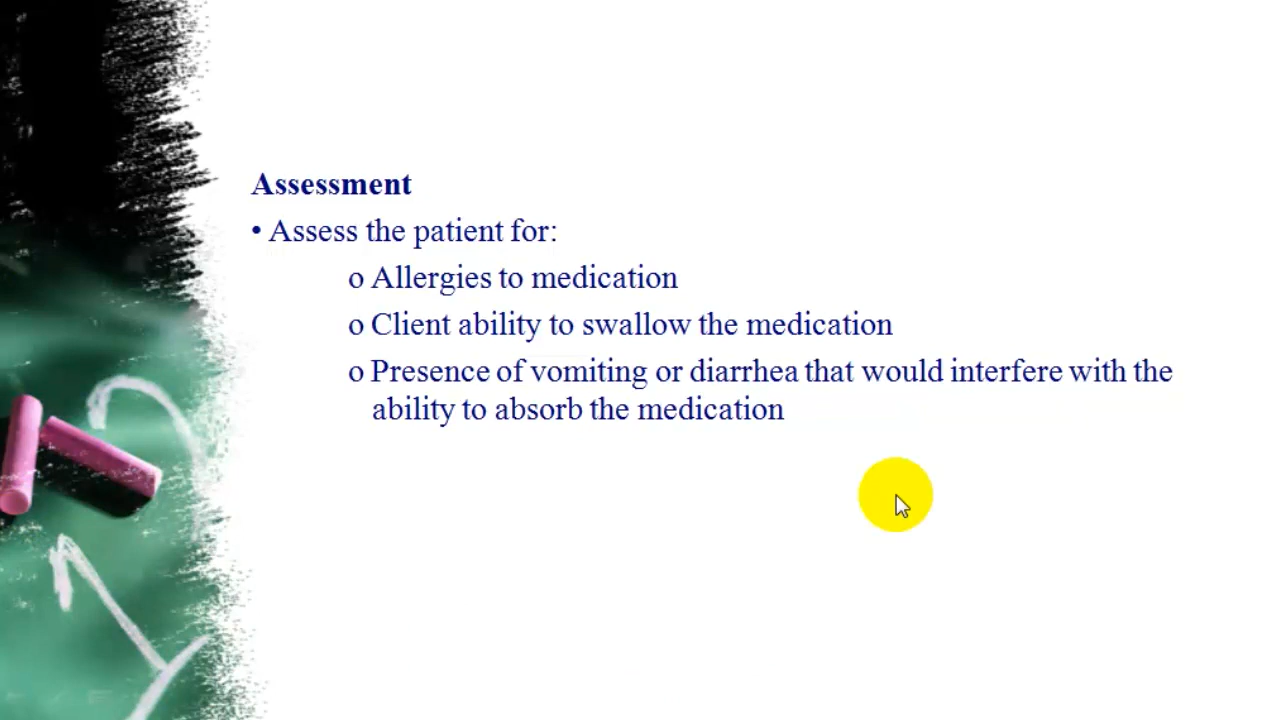 Assessment
• Assess the patient for:
o Allergies to medication
o Client ability to swallow the medication
o Presence of vomiting or diarrhea that would interfere with the
ability to absorb the medication